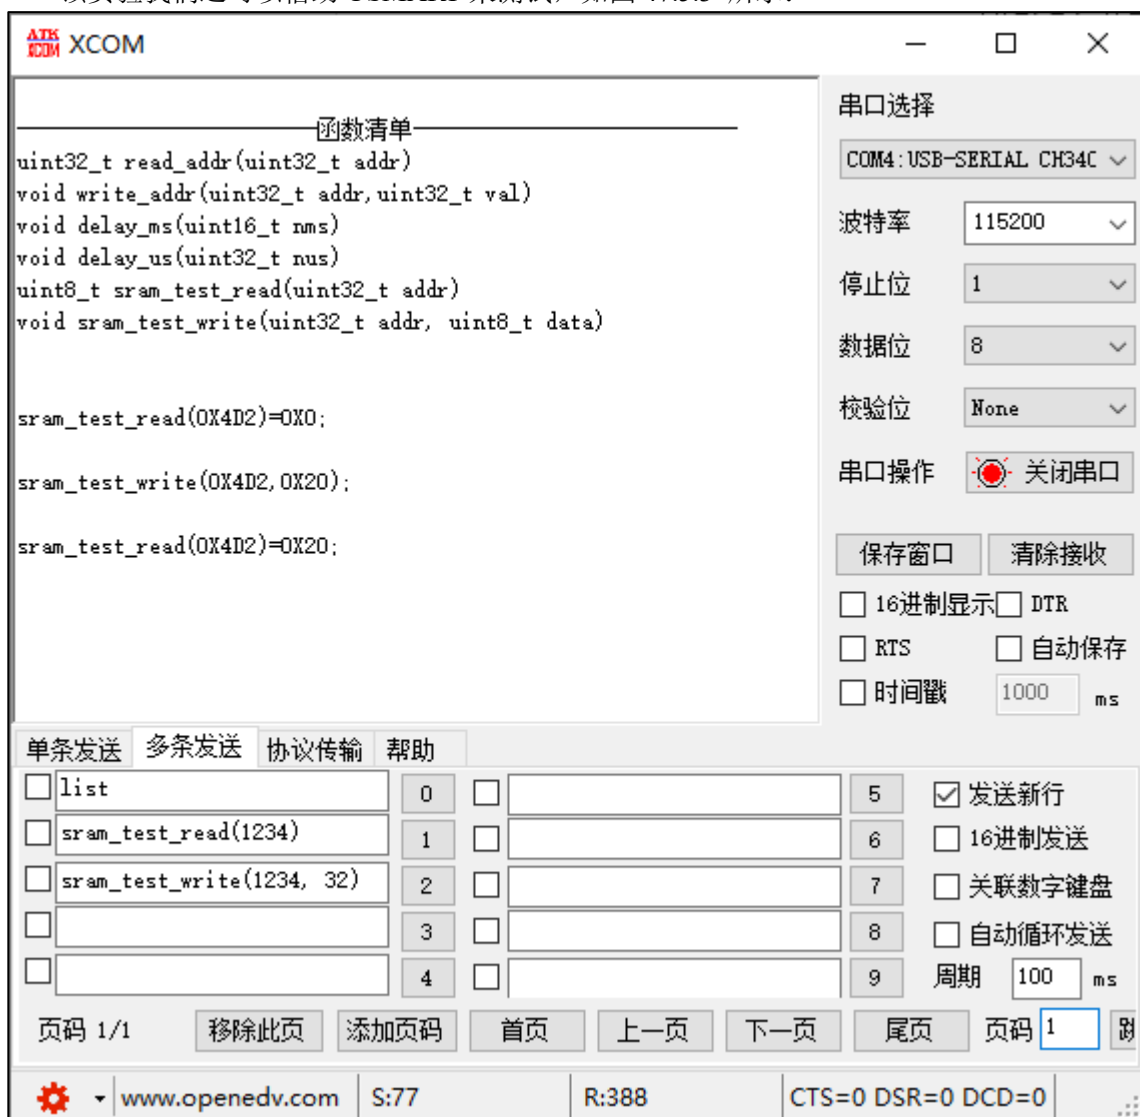 ATK XCOM XCOM
函数清单
uint32_t read_addr(uint32_t addr)
void write_addr(uint32_t addr,uint32_t val)
void delay_ms(uint16_t nms)
void delay_us(uint32_t nus)
uint8_t sram_test_read(uint32_t addr)
void sram_test_write(uint32_t addr, uint8_t data)
sram_test_read(0X4D2)=0X0;
sram_test_write(0X4D2,0X20);
sram_test_read(0X4D2)=0X20;
串口选择
COM4:USB-SERIAL CH34
波特率 115200
停止位 1
数据位 8
校验位 None
串口操作 关闭串口
保存窗口 清除接收
16进制显示 DTR
RTS 自动保存
时间戳 1000 ms
单条发送 多条发送 协议传输 帮助
list 0 5 发送新行
sram_test_read(1234) 1 6 16进制发送
sram_test_write(1234, 32) 2 7 关联数字键盘
3 8 自动循环发送
4 9 周期 100 ms
页码 1/1 移除此页 添加页码 首页 上一页 下一页 尾页 页码 1
www.openedv.com S:77 R:388 CTS=0 DSR=0 DCD=0